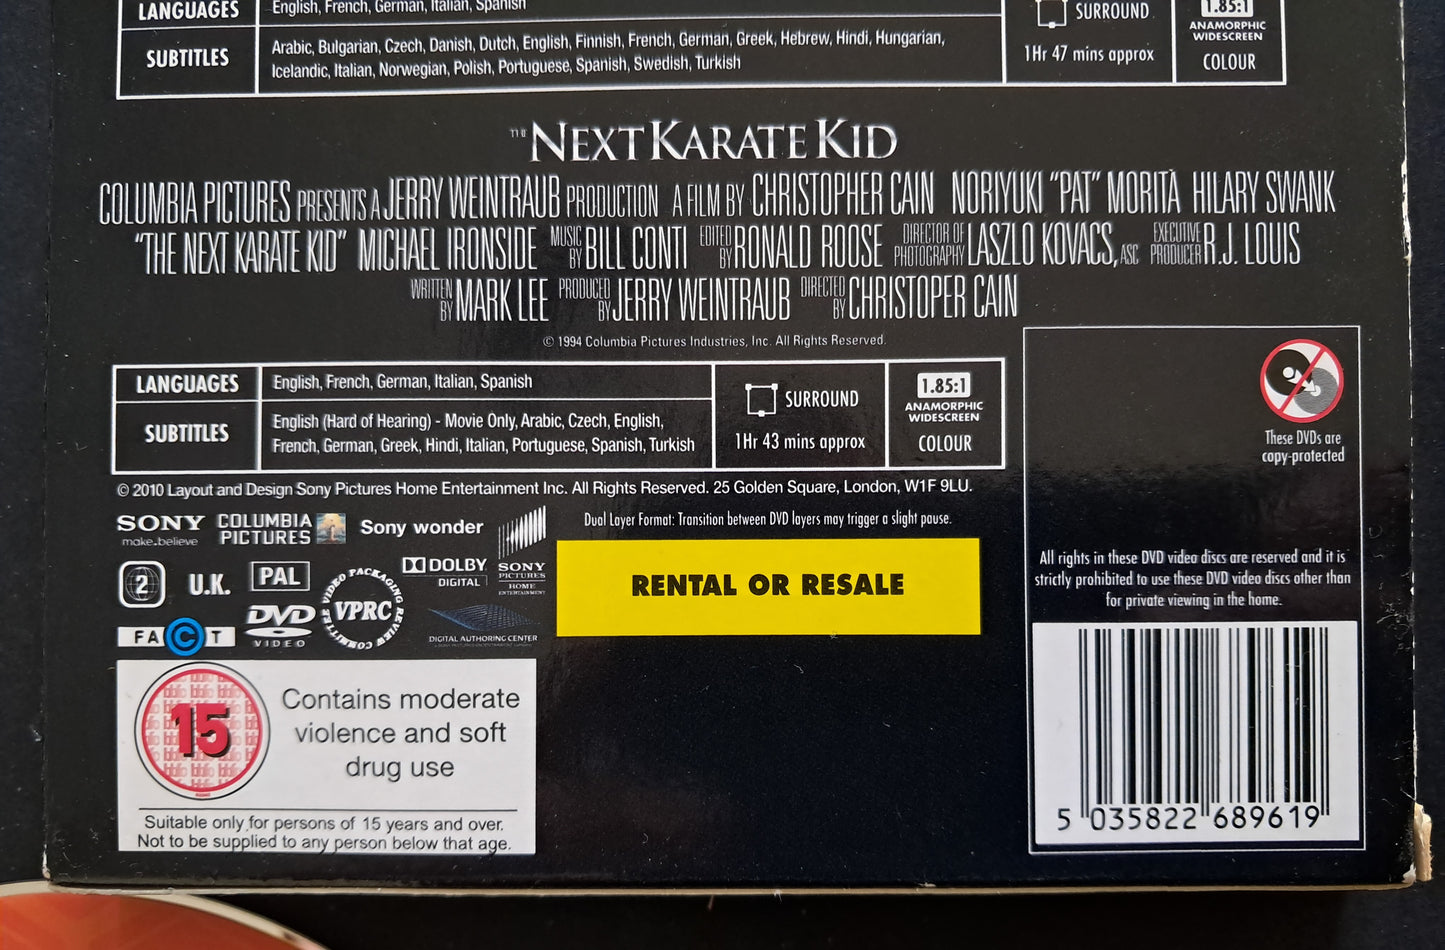 LANGUAGES
English, French, German, Italian, Spanish
SUBTITLES
Arabic, Bulgarian, Czech, Danish, Dutch, English, Finnish, French, German, Greek, Hebrew, Hindi, Hungarian,
Icelandic, Italian, Norwegian, Polish, Portuguese, Spanish, Swedish, Turkish
SURROUND
1Hr 47 mins approx
1.85:1
ANAMORPHIC
WIDESCREEN
COLOUR
THE NEXT KARATE KID
COLUMBIA PICTURES PRESENTS A JERRY WEINTRAUB PRODUCTION A FILM BY CHRISTOPHER CAIN NORIYUKI "PAT" MORITA HILARY SWANK
"THE NEXT KARATE KID" MICHAEL IRONSIDE MUSIC BY BILL CONTI EDITED BY RONALD ROOSE DIRECTOR OF PHOTOGRAPHY LASZLO KOVACS, ASC EXECUTIVE PRODUCER R.J. LOUIS
WRITTEN BY MARK LEE PRODUCED BY JERRY WEINTRAUB DIRECTED BY CHRISTOPER CAIN
© 1994 Columbia Pictures Industries, Inc. All Rights Reserved.
LANGUAGES
English, French, German, Italian, Spanish
SUBTITLES
English (Hard of Hearing) - Movie Only, Arabic, Czech, English,
French, German, Greek, Hindi, Italian, Portuguese, Spanish, Turkish
SURROUND
1Hr 43 mins approx
1.85:1
ANAMORPHIC
WIDESCREEN
COLOUR
These DVDs are
copy-protected
© 2010 Layout and Design Sony Pictures Home Entertainment Inc. All Rights Reserved. 25 Golden Square, London, W1F 9LU.
SONY
make.believe
COLUMBIA
PICTURES
Sony wonder
SONY
PICTURES
HOME
ENTERTAINMENT
Dual Layer Format: Transition between DVD layers may trigger a slight pause.
2
U.K.
PAL
DOLBY
DIGITAL
FACT
DVD
VIDEO
VIDEO PACKAGING REVIEW COMMITTEE
VPRC
DIGITAL AUTHORING CENTER
RENTAL OR RESALE
All rights in these DVD video discs are reserved and it is
strictly prohibited to use these DVD video discs other than
for private viewing in the home.
15
Contains moderate
violence and soft
drug use
Suitable only for persons of 15 years and over.
Not to be supplied to any person below that age.
5 035822 689619